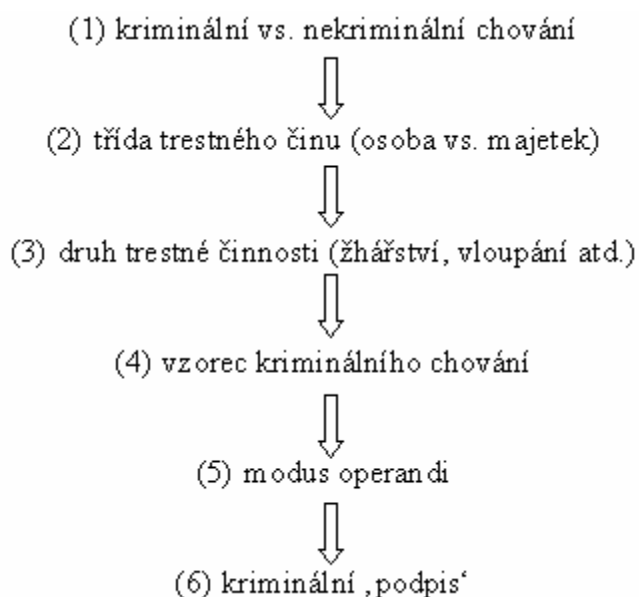 (1) kriminální vs. nekriminální chování
(2) třída trestného činu (osoba vs. majetek)
(3) druh trestné činnosti (žhářství, vloupání atd.)
(4) vzorec kriminálního chování
(5) modus operandi
(6) kriminální ‚podpis‘